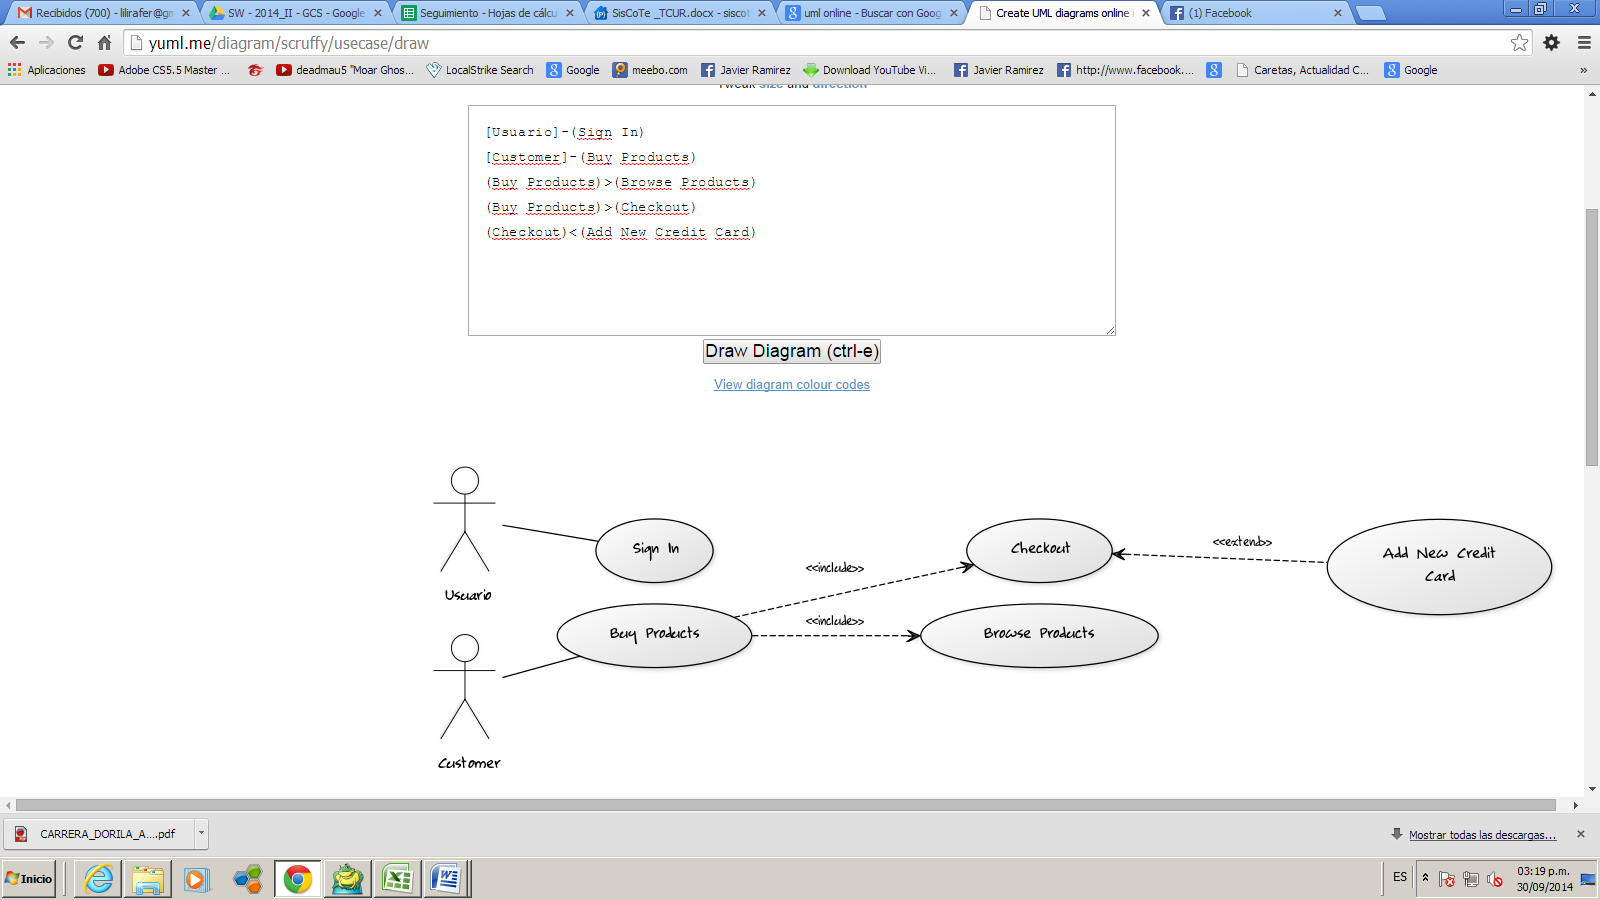 Recibidos (700) - lilirafer@gm
SW - 2014_II - GCS - Google
Seguimiento - Hojas de cálcu
SisCoTe _TCUR.docx - siscot
uml online - Buscar con Goog
Create UML diagrams online
(1) Facebook
yuml.me/diagram/scruffy/usecase/draw
Aplicaciones
Adobe CS5.5 Master ...
deadmau5 "Moar Ghos...
LocalStrike Search
Google
meebo.com
Javier Ramirez
Download YouTube Vi...
Javier Ramirez
http://www.facebook....
Caretas, Actualidad C...
Google
Tweak size and direction
[Usuario]-(Sign In)
[Customer]-(Buy Products)
(Buy Products)>(Browse Products)
(Buy Products)>(Checkout)
(Checkout)<(Add New Credit Card)
Draw Diagram (ctrl-e)
View diagram colour codes
Usuario
Sign In
Checkout
<<extend>>
Add New Credit
Card
<<include>>
Buy Products
<<include>>
Browse Products
Customer
CARRERA_DORILA_A....pdf
Mostrar todas las descargas...
Inicio
ES
03:19 p.m.
30/09/2014